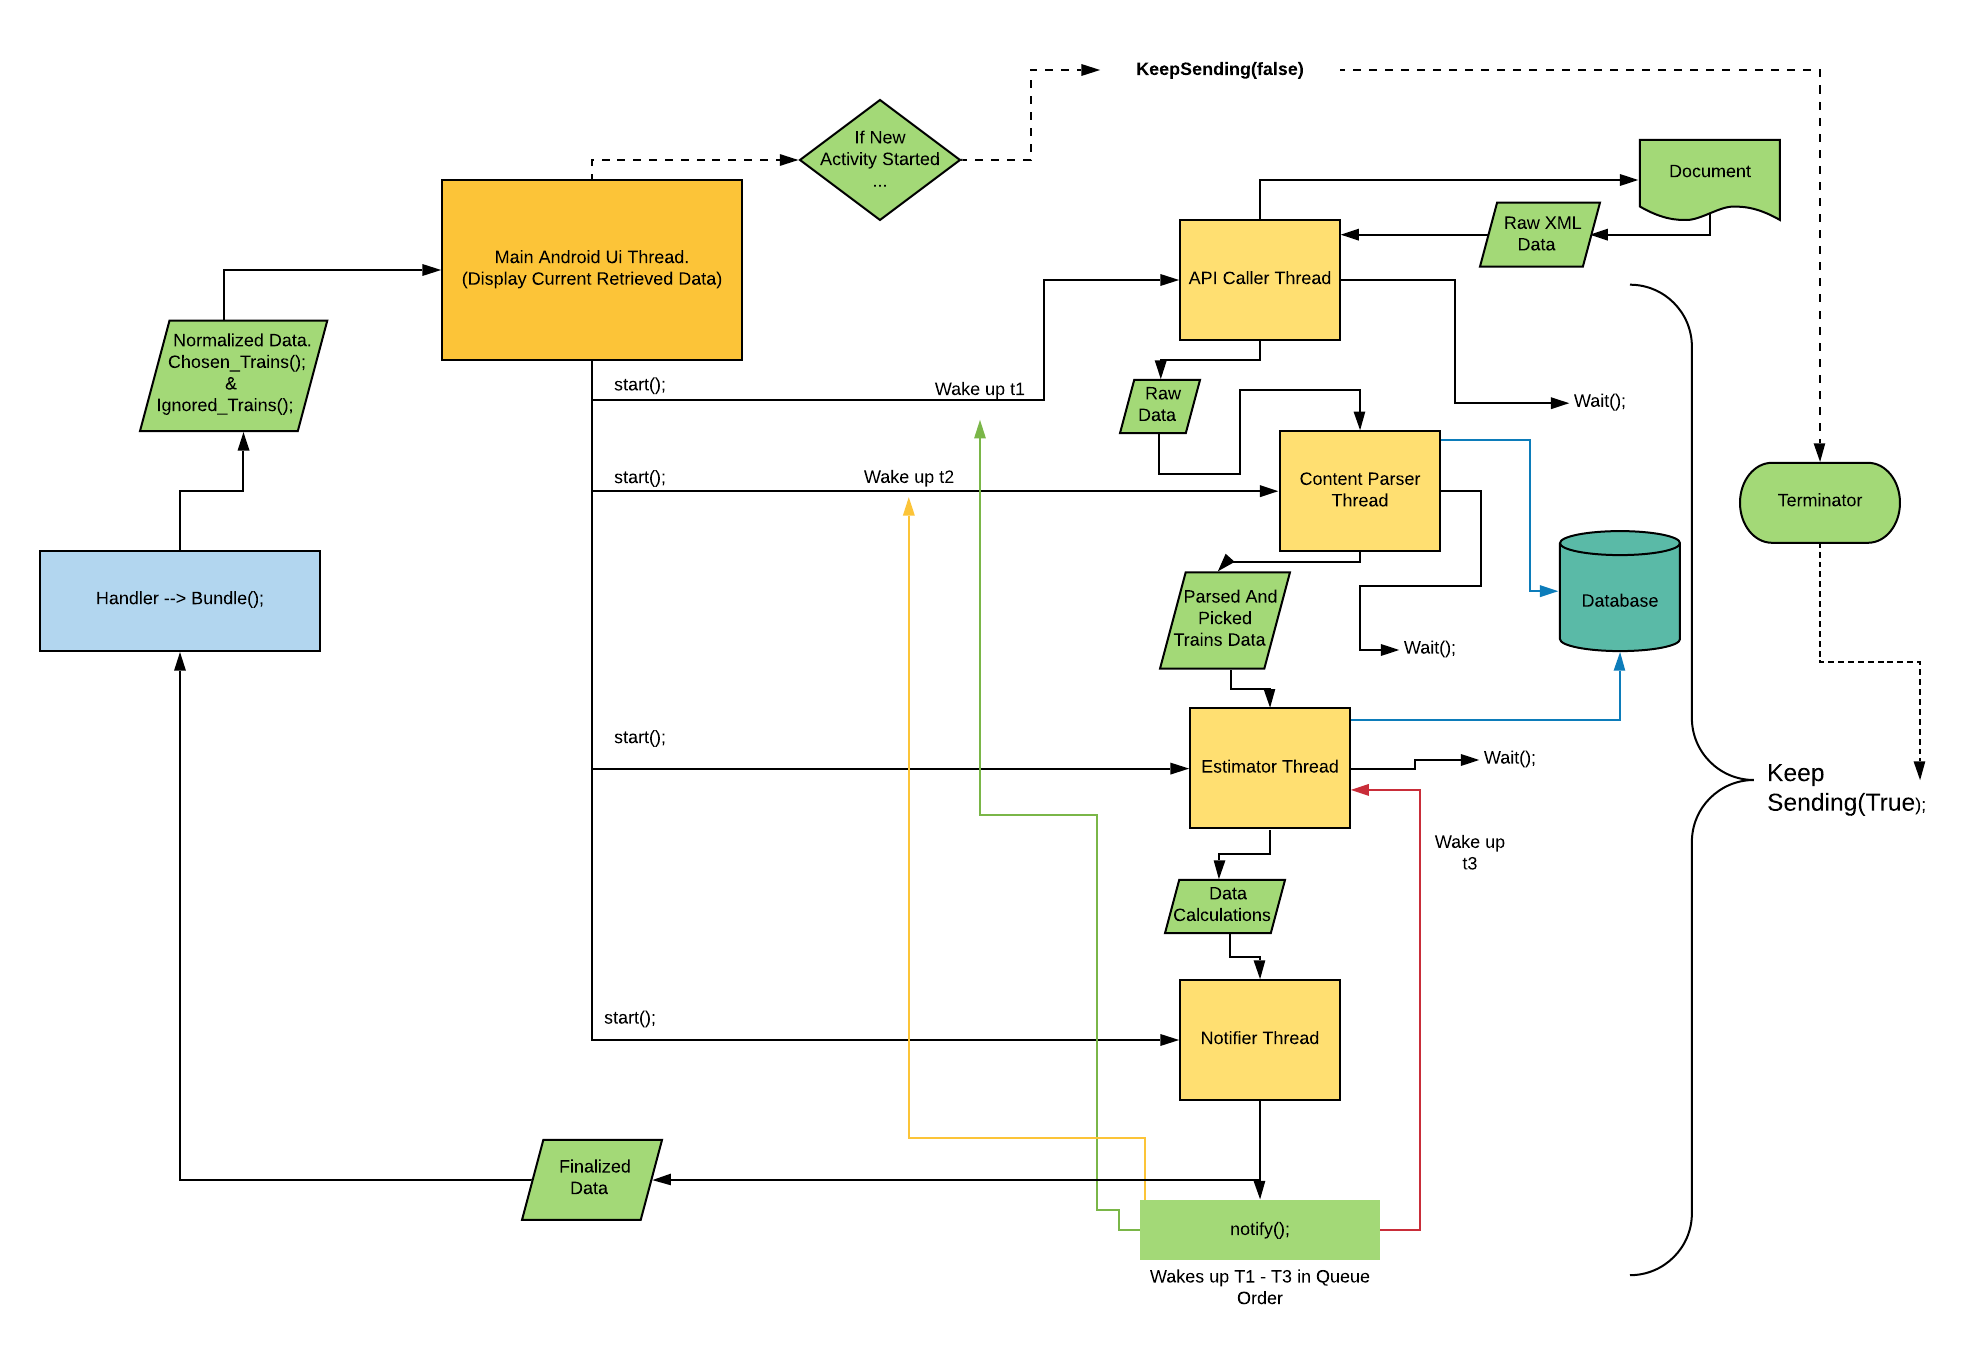 KeepSending(false)
If New
Activity Started
...
Document
Raw XML
Data
Main Android Ui Thread.
(Display Current Retrieved Data)
API Caller Thread
Normalized Data.
Chosen_Trains();
&
Ignored_Trains();
start();
Wake up t1
Raw
Data
Wait();
start();
Wake up t2
Content Parser
Thread
Terminator
Handler --> Bundle();
Parsed And
Picked
Trains Data
Database
Wait();
start();
Estimator Thread
Wait();
Keep
Sending(True);
Wake up
t3
Data
Calculations
start();
Notifier Thread
Finalized
Data
notify();
Wakes up T1 - T3 in Queue
Order